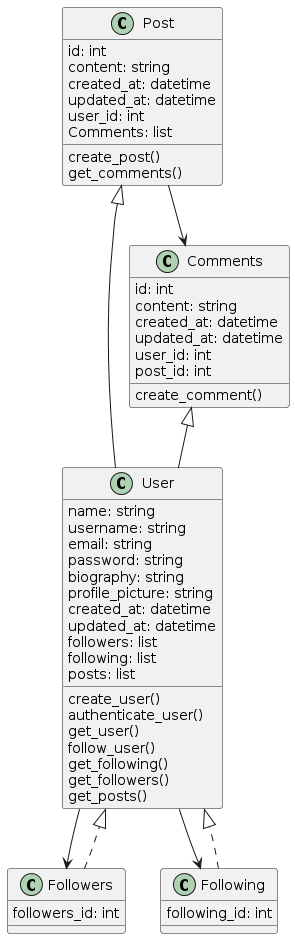 C Post
id: int
content: string
created_at: datetime
updated_at: datetime
user_id: int
Comments: list
create_post()
get_comments()
C Comments
id: int
content: string
created_at: datetime
updated_at: datetime
user_id: int
post_id: int
create_comment()
C User
name: string
username: string
email: string
password: string
biography: string
profile_picture: string
created_at: datetime
updated_at: datetime
followers: list
following: list
posts: list
create_user()
authenticate_user()
get_user()
follow_user()
get_following()
get_followers()
get_posts()
C Followers
followers_id: int
C Following
following_id: int